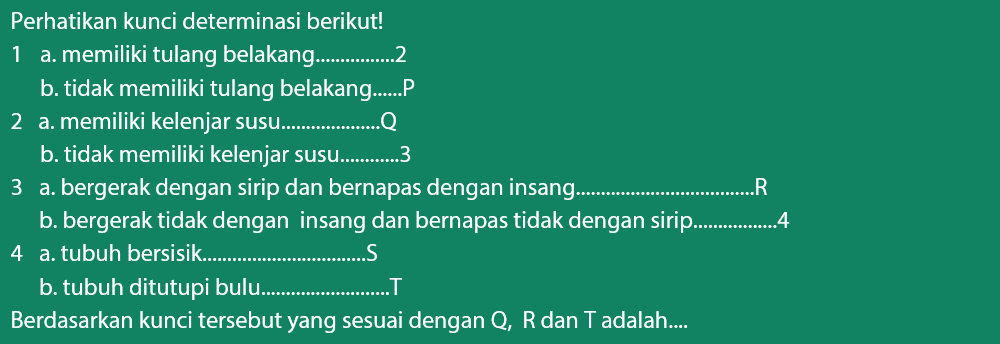 Perhatikan kunci determinasi berikut!
1 a. memiliki tulang belakang................2
b. tidak memiliki tulang belakang......P
2 a. memiliki kelenjar susu....................Q
b. tidak memiliki kelenjar susu............3
3 a. bergerak dengan sirip dan bernapas dengan insang....................................R
b. bergerak tidak dengan insang dan bernapas tidak dengan sirip.................4
4 a. tubuh bersisik.................................S
b. tubuh ditutupi bulu..........................T
Berdasarkan kunci tersebut yang sesuai dengan Q, R dan T adalah....